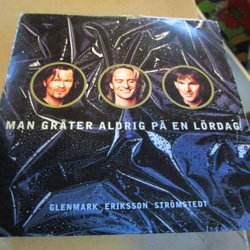 MAN GRÅTER ALDRIG PÅ EN LÖRDAG
GLENMARK ERIKSSON STRÖMSTEDT